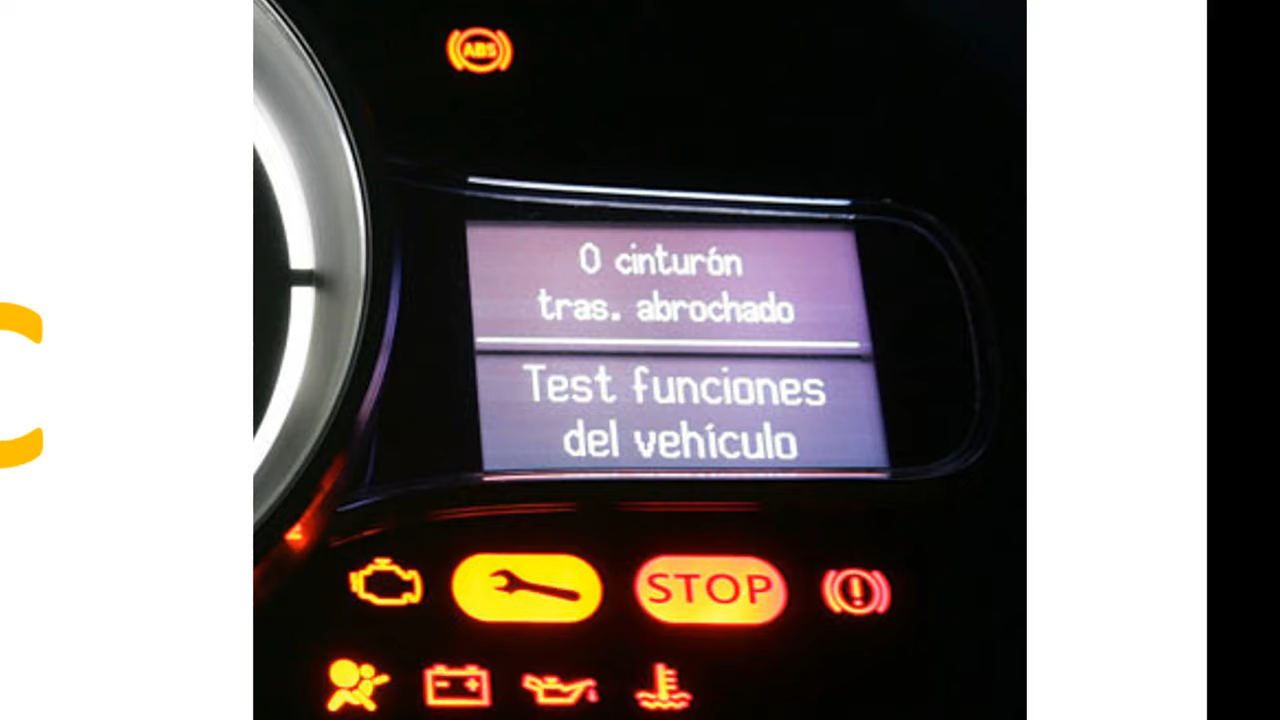 ABS
0 cinturón
tras. abrochado
Test funciones
del vehículo
STOP